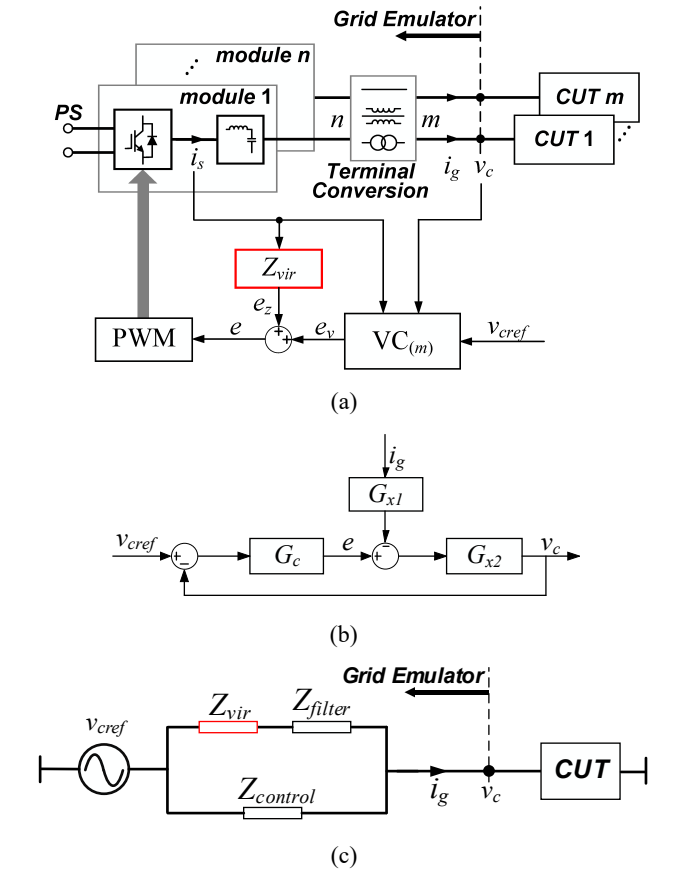 Grid Emulator
module n
module 1
PS
CUT m
CUT 1
n
m
Terminal
Conversion
i_s
i_g
v_c
Z_vir
e_z
PWM
e
e_v
VC_(m)
v_cref
(a)
i_g
G_x1
v_cref
G_c
e
G_x2
v_c
(b)
Grid Emulator
v_cref
Z_vir
Z_filter
Z_control
i_g
v_c
CUT
(c)